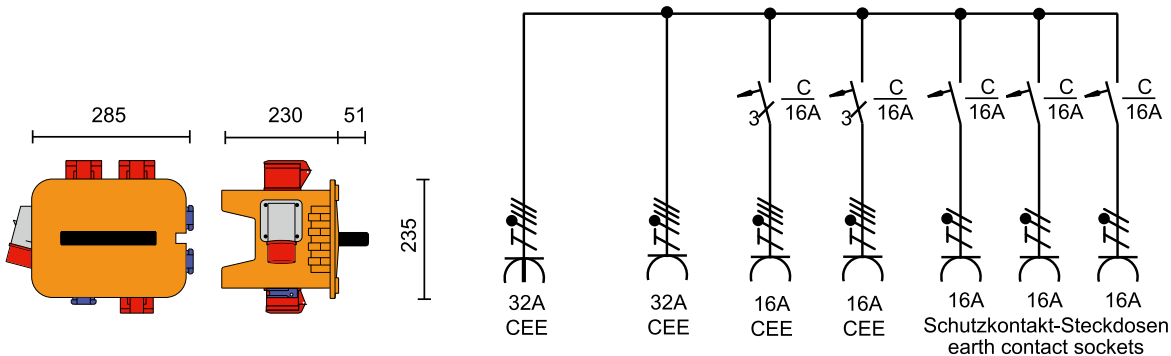 285
230
51
235
C
16A
3
C
16A
3
C
16A
C
16A
C
16A
32A
CEE
32A
CEE
16A
CEE
16A
CEE
16A
16A
16A
Schutzkontakt-Steckdosen
earth contact sockets